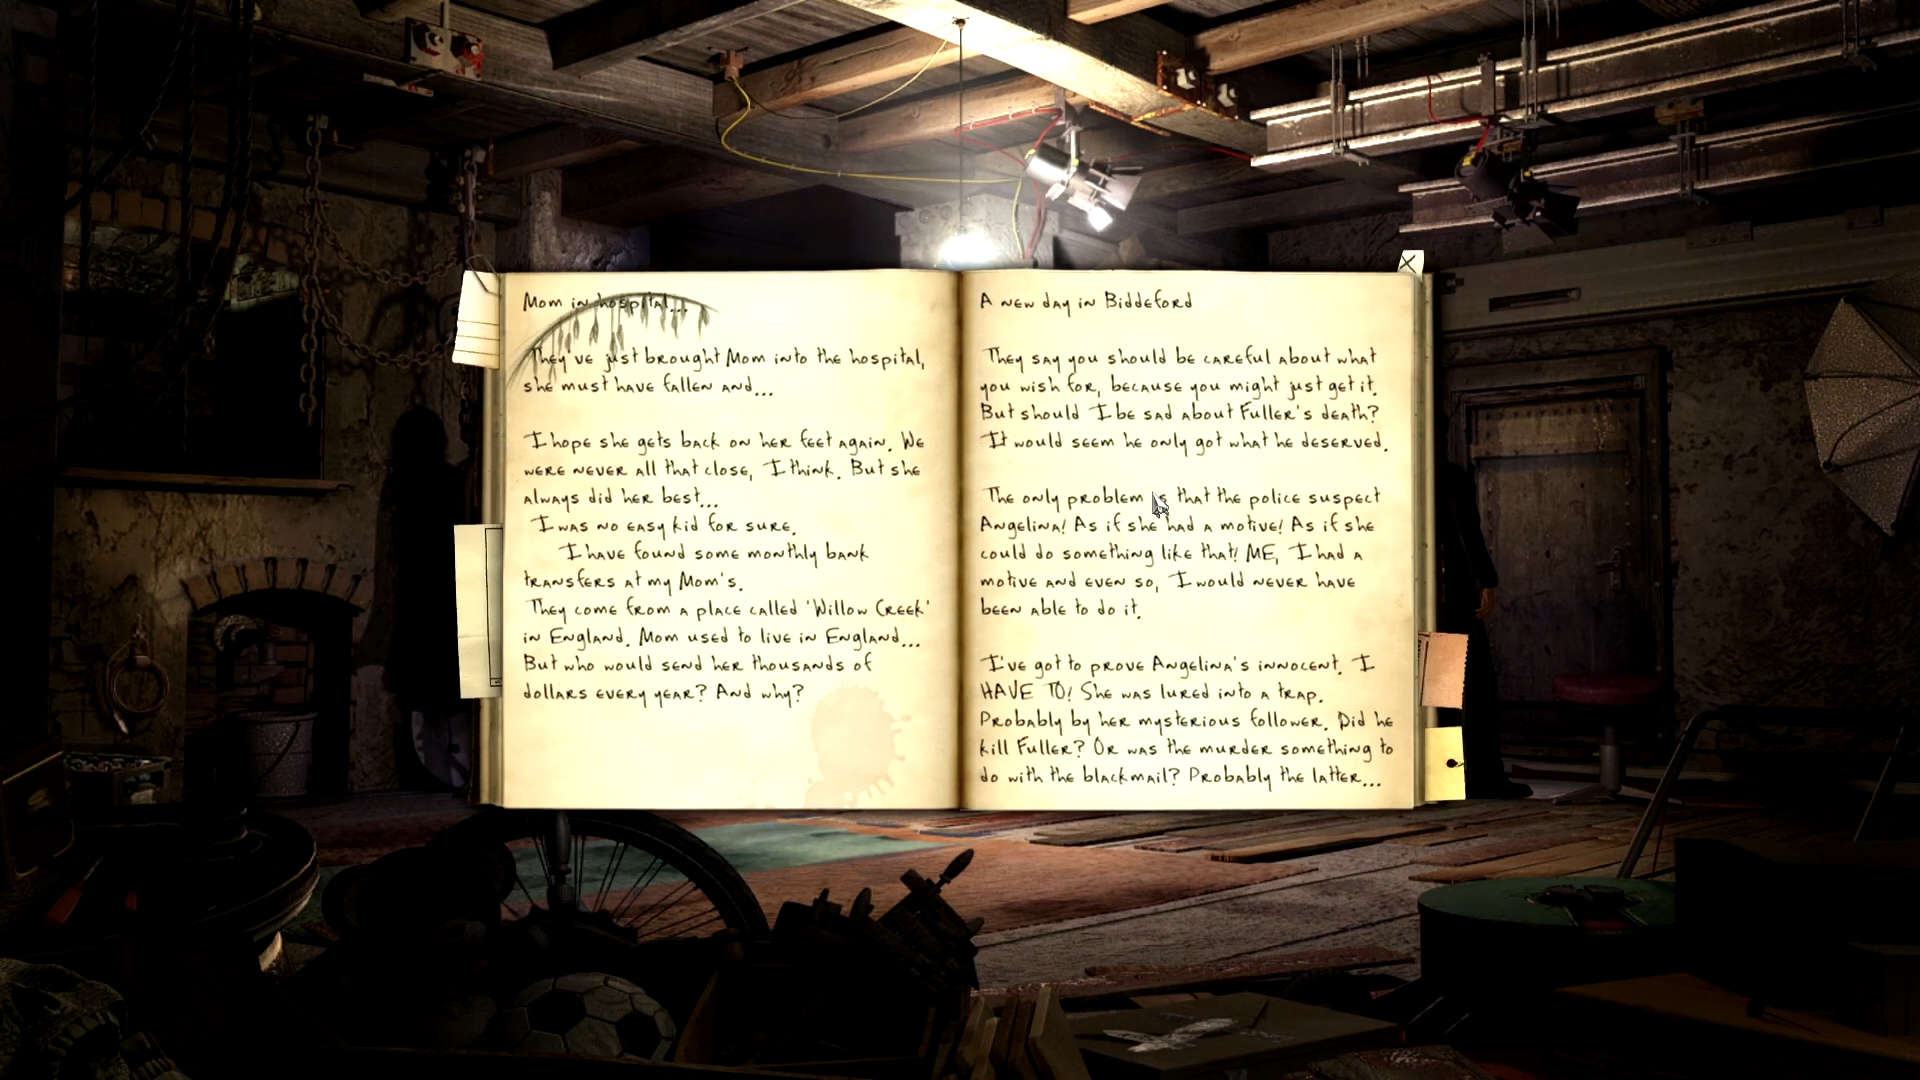 Mom in hospital...
They've just brought Mom into the hospital,
she must have fallen and...
I hope she gets back on her feet again. We
were never all that close, I think. But she
always did her best...
I was no easy kid for sure.
I have found some monthly bank
transfers at my Mom's.
They come from a place called 'Willow Creek'
in England. Mom used to live in England...
But who would send her thousands of
dollars every year? And why?
A new day in Biddeford
They say you should be careful about what
you wish for, because you might just get it.
But should I be sad about Fuller's death?
It would seem he only got what he deserved.
The only problem is that the police suspect
Angelina! As if she had a motive! As if she
could do something like that! ME, I had a
motive and even so, I would never have
been able to do it.
I've got to prove Angelina's innocent. I
HAVE TO! She was lured into a trap.
Probably by her mysterious follower. Did he
kill Fuller? Or was the murder something to
do with the blackmail? Probably the latter...